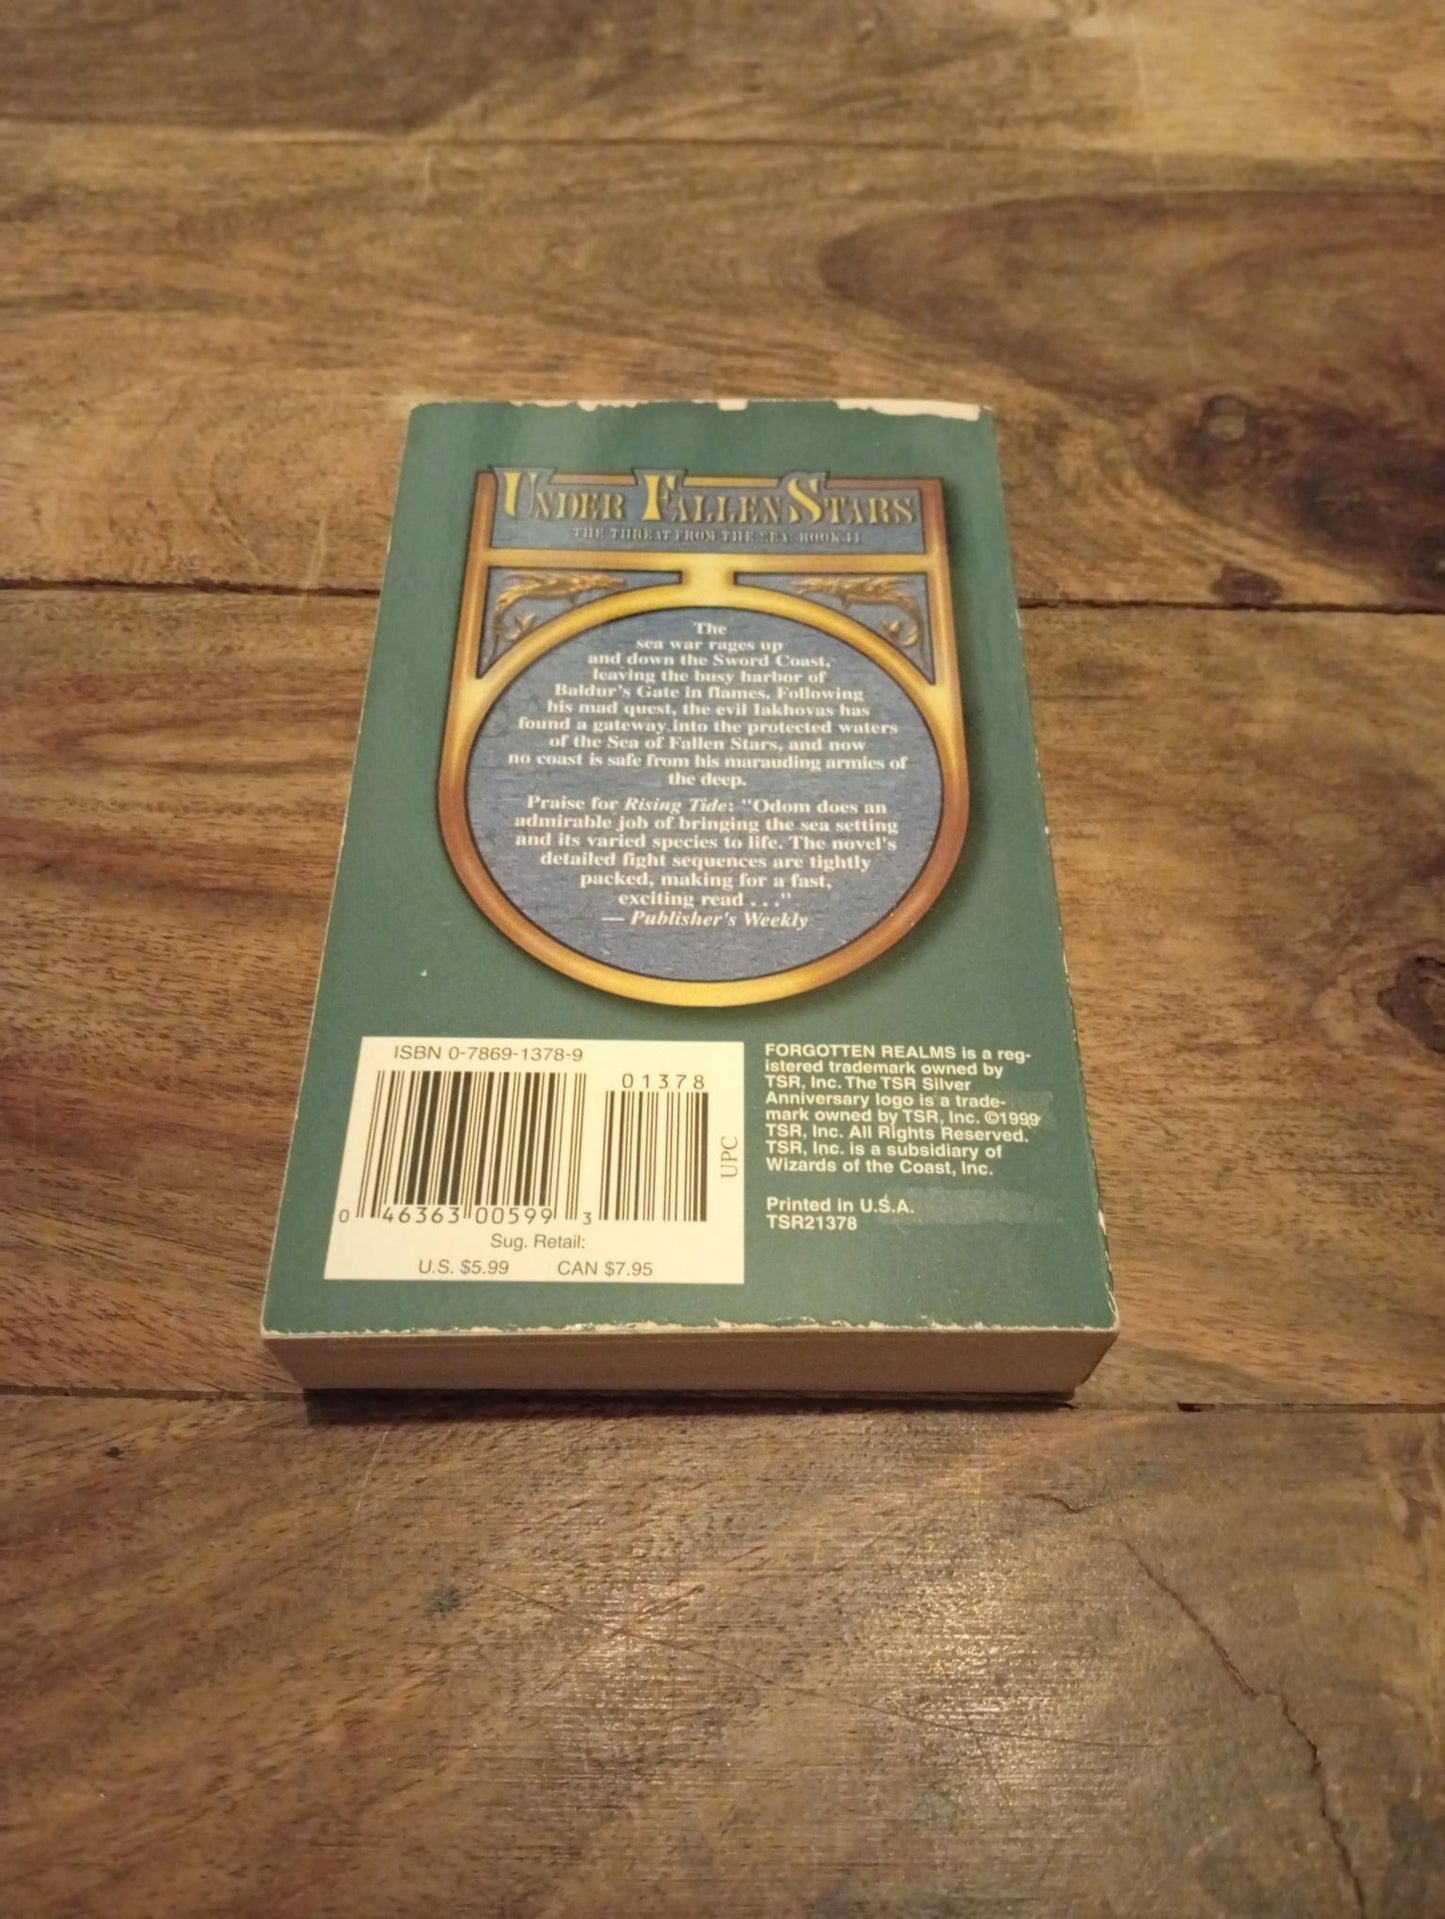 UNDER FALLEN STARS
THE THREAT FROM THE SEA: BOOK II
The
sea war rages up
and down the Sword Coast,
leaving the busy harbor of
Baldur's Gate in flames. Following
his mad quest, the evil Iakhovas has
found a gateway into the protected waters
of the Sea of Fallen Stars, and now
no coast is safe from his marauding armies of
the deep.
Praise for Rising Tide: "Odom does an
admirable job of bringing the sea setting
and its varied species to life. The novel's
detailed fight sequences are tightly
packed, making for a fast,
exciting read . . ."
— Publisher's Weekly
ISBN 0-7869-1378-9
01378
0 46363 00599 3
UPC
Sug. Retail:
U.S. $5.99 CAN $7.95
FORGOTTEN REALMS is a reg-
istered trademark owned by
TSR, Inc. The TSR Silver
Anniversary logo is a trade-
mark owned by TSR, Inc. ©1999
TSR, Inc. All Rights Reserved.
TSR, Inc. is a subsidiary of
Wizards of the Coast, Inc.
Printed in U.S.A.
TSR21378